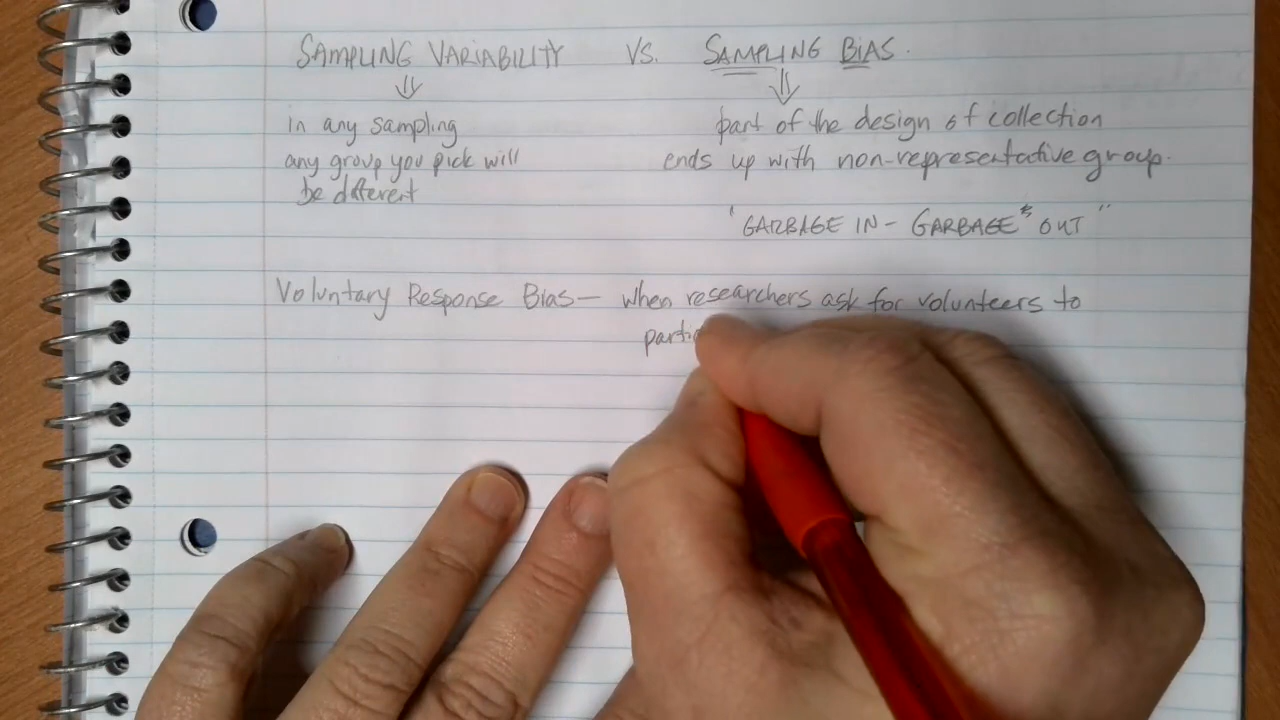 SAMPLING VARIABILITY VS. SAMPLING BIAS.
in any sampling
any group you pick will
be different
part of the design of collection
ends up with non-representative group.
"GARBAGE IN - GARBAGE OUT"
Voluntary Response Bias — when researchers ask for volunteers to